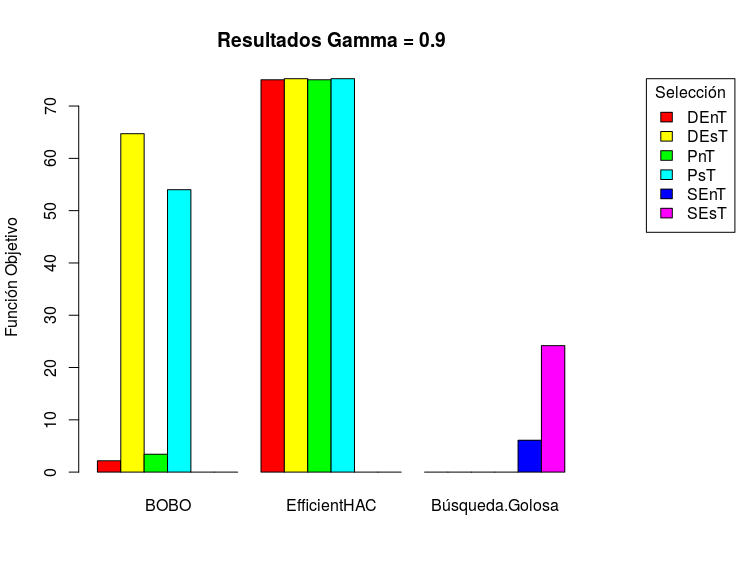 Resultados Gamma = 0.9
Selección
DEnT
DEsT
PnT
PsT
SEnT
SEsT
Función Objetivo
70
60
50
40
30
20
10
0
BOBO
EfficientHAC
Búsqueda.Golosa